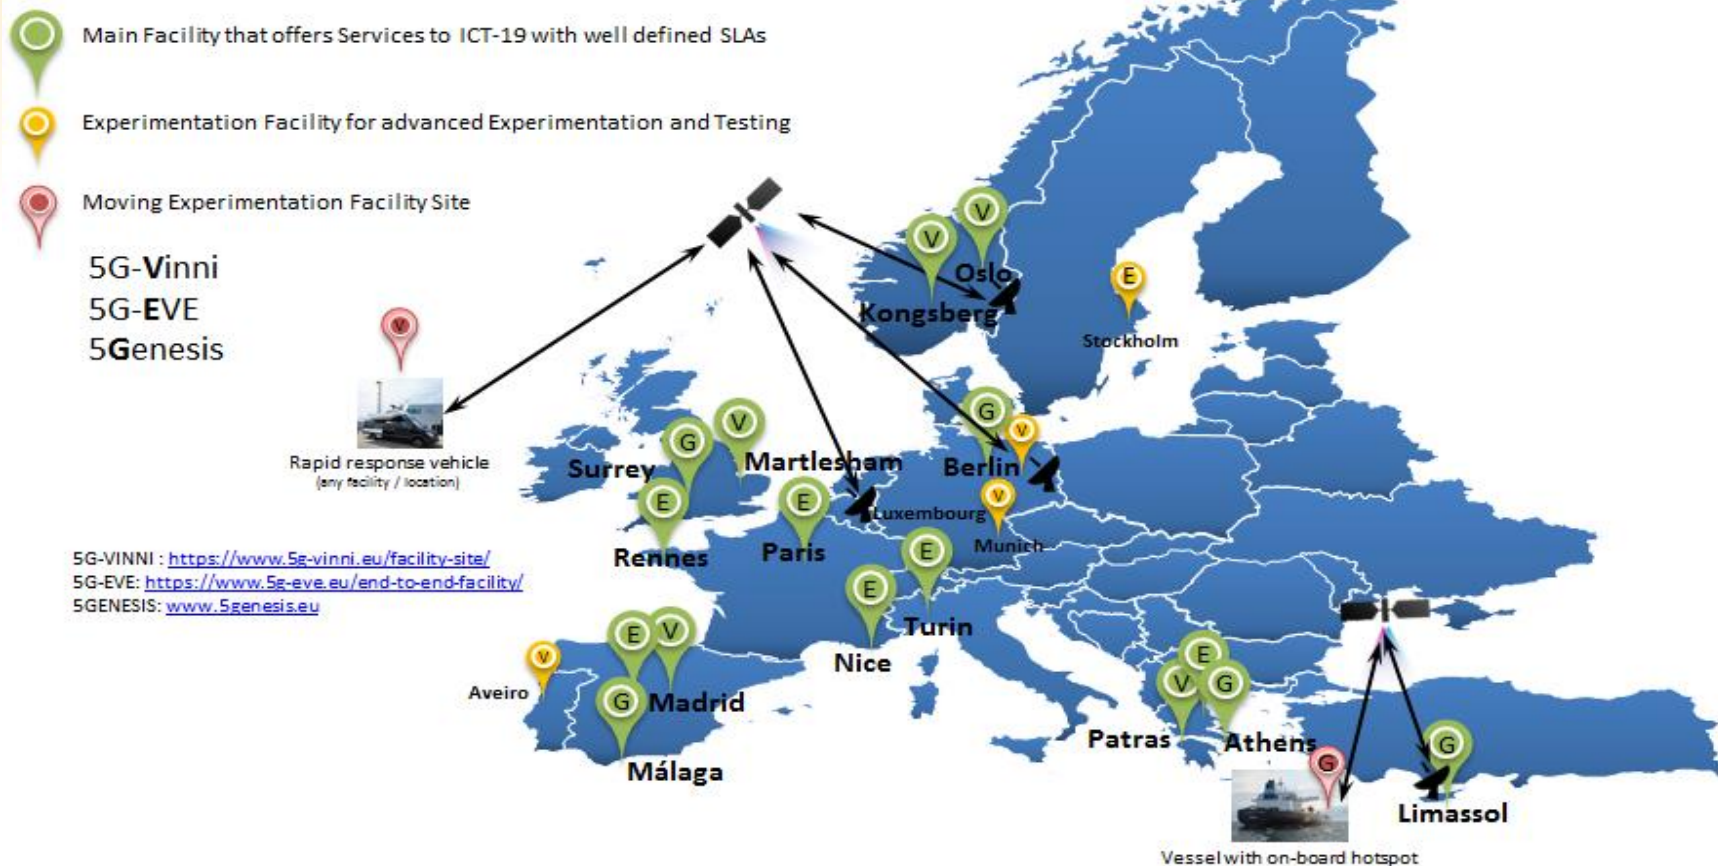 Main Facility that offers Services to ICT-19 with well defined SLAs
Experimentation Facility for advanced Experimentation and Testing
Moving Experimentation Facility Site
5G-Vinni
5G-EVE
5Genesis
V
V
Oslo
Kongsberg
E
Stockholm
V
Rapid response vehicle
(any facility / location)
G
V
Surrey
Martlesham
G
V
Berlin
E
Rennes
E
Paris
Luxembourg
V
Munich
5G-VINNI : https://www.5g-vinni.eu/facility-site/
5G-EVE: https://www.5g-eve.eu/end-to-end-facility/
5GENESIS: www.5genesis.eu
E
Turin
E
Nice
V
Aveiro
E
V
Madrid
G
Málaga
E
V
G
Patras
Athens
G
G
Limassol
Vessel with on-board hotspot